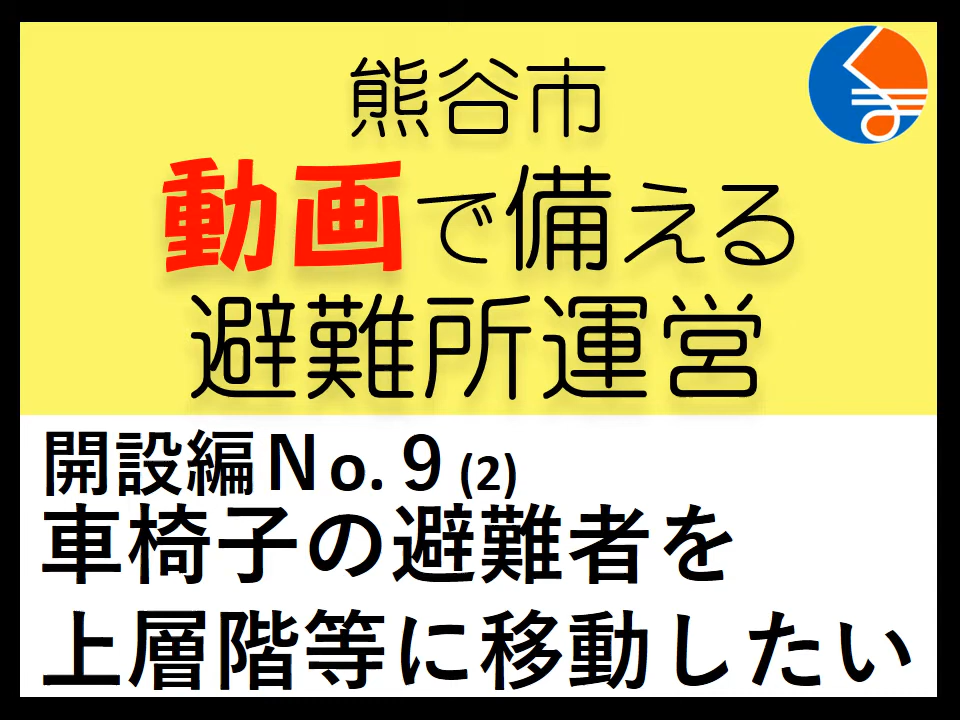 熊谷市
動画で備える
避難所運営
開設編Ｎo.９(2)
車椅子の避難者を
上層階等に移動したい